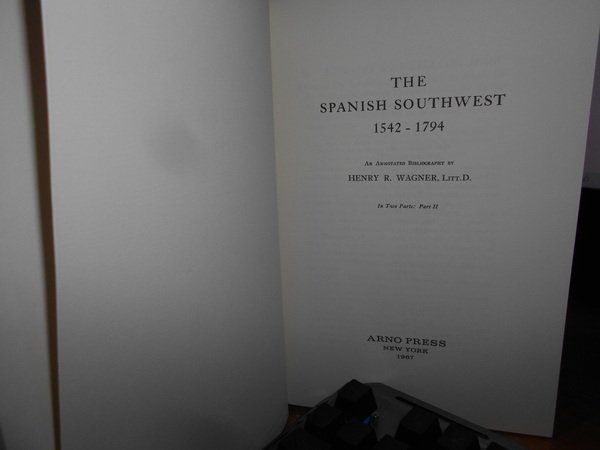 THE
SPANISH SOUTHWEST
1542 - 1794
AN ANNOTATED BIBLIOGRAPHY BY
HENRY R. WAGNER, LITT.D.
In Two Parts: Part II
ARNO PRESS
NEW YORK
1967